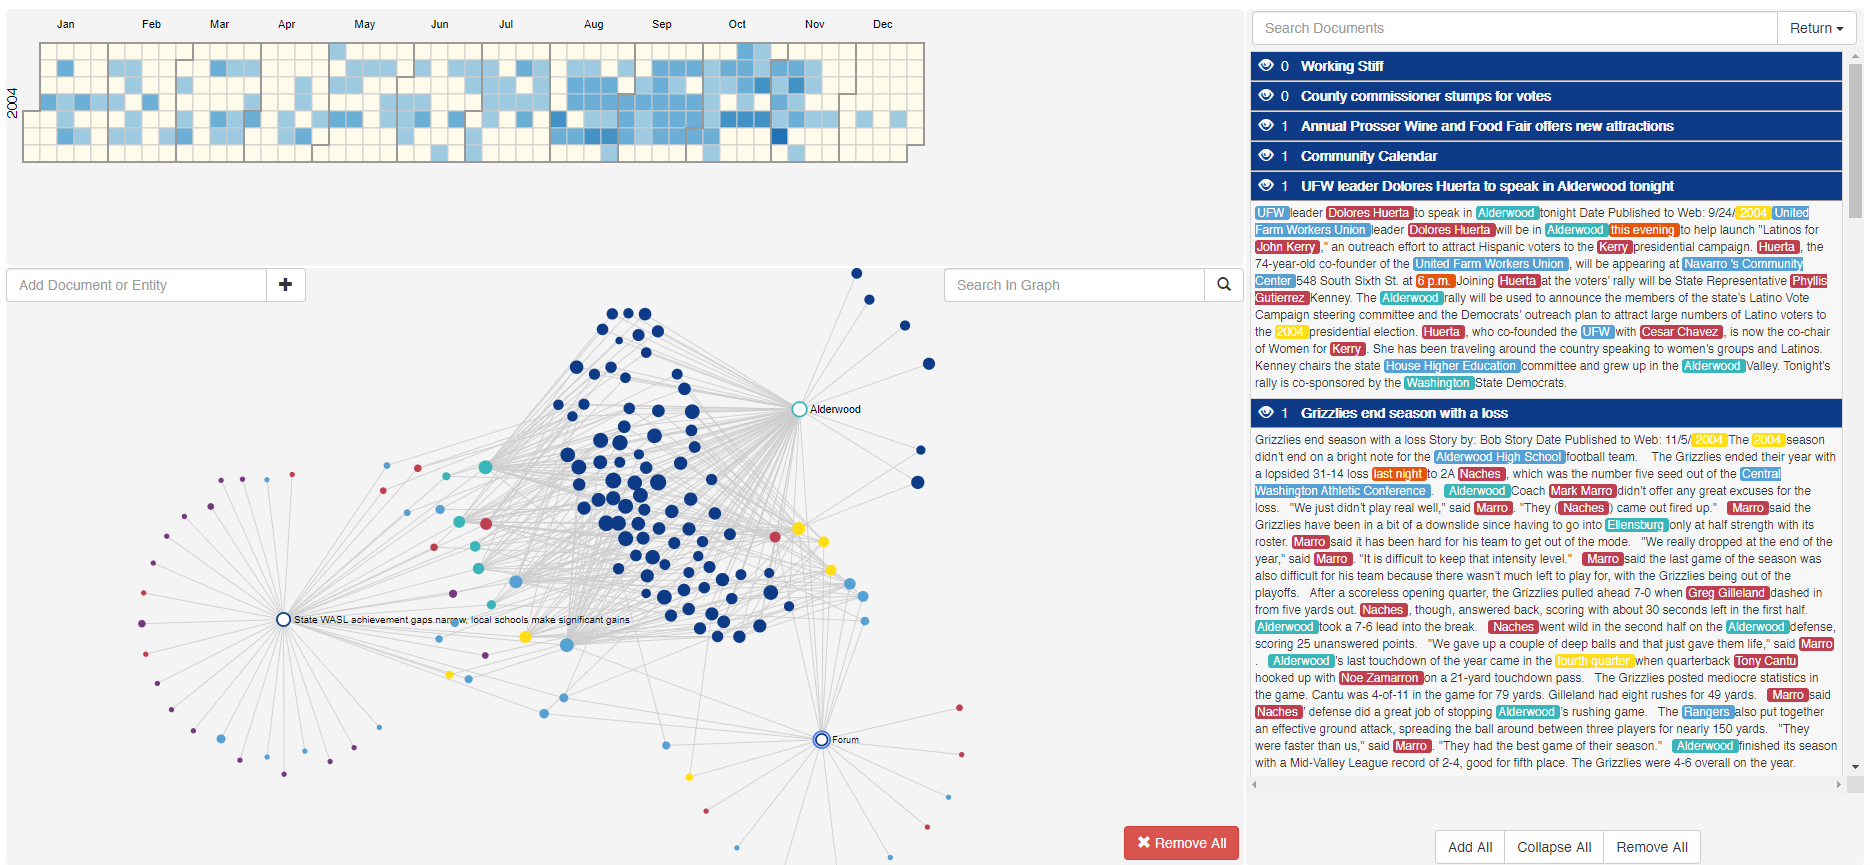 Jan Feb Mar Apr May Jun Jul Aug Sep Oct Nov Dec
2004
Add Document or Entity
Search In Graph
Alderwood
State WASL achievement gaps narrow, local schools make significant gains
Forum
Remove All
Search Documents
Return
0 Working Stiff
0 County commissioner stumps for votes
1 Annual Prosser Wine and Food Fair offers new attractions
1 Community Calendar
1 UFW leader Dolores Huerta to speak in Alderwood tonight
UFW leader Dolores Huerta to speak in Alderwood tonight Date Published to Web: 9/24/ 2004 United
Farm Workers Union leader Dolores Huerta will be in Alderwood this evening to help launch "Latinos for
John Kerry ," an outreach effort to attract Hispanic voters to the Kerry presidential campaign. Huerta , the
74-year-old co-founder of the United Farm Workers Union , will be appearing at Navarro 's Community
Center 548 South Sixth St. at 6 p.m. Joining Huerta at the voters' rally will be State Representative Phyllis
Gutierrez Kenney. The Alderwood rally will be used to announce the members of the state's Latino Vote
Campaign steering committee and the Democrats' outreach plan to attract large numbers of Latino voters to
the 2004 presidential election. Huerta , who co-founded the UFW with Cesar Chavez , is now the co-chair
of Women for Kerry . She has been traveling around the country speaking to women's groups and Latinos.
Kenney chairs the state House Higher Education committee and grew up in the Alderwood Valley. Tonight's
rally is co-sponsored by the Washington State Democrats.
1 Grizzlies end season with a loss
Grizzlies end season with a loss Story by: Bob Story Date Published to Web: 11/5/ 2004 The 2004 season
didn't end on a bright note for the Alderwood High School football team. The Grizzlies ended their year with
a lopsided 31-14 loss last night to 2A Naches , which was the number five seed out of the Central
Washington Athletic Conference . Alderwood Coach Mark Marro didn't offer any great excuses for the
loss. "We just didn't play real well," said Marro . "They ( Naches ) came out fired up." Marro said the
Grizzlies have been in a bit of a downslide since having to go into Ellensburg only at half strength with its
roster. Marro said it has been hard for his team to get out of the mode. "We really dropped at the end of the
year," said Marro . "It is difficult to keep that intensity level." Marro said the last game of the season was
also difficult for his team because there wasn't much left to play for, with the Grizzlies being out of the
playoffs. After a scoreless opening quarter, the Grizzlies pulled ahead 7-0 when Greg Gilleland dashed in
from five yards out. Naches , though, answered back, scoring with about 30 seconds left in the first half.
Alderwood took a 7-6 lead into the break. Naches went wild in the second half on the Alderwood defense,
scoring 25 unanswered points. "We gave up a couple of deep balls and that just gave them life," said Marro
. Alderwood 's last touchdown of the year came in the fourth quarter when quarterback Tony Cantu
hooked up with Noe Zamarron on a 21-yard touchdown pass. The Grizzlies posted mediocre statistics in
the game. Cantu was 4-of-11 in the game for 79 yards. Gilleland had eight rushes for 49 yards. Marro said
Naches ' defense did a great job of stopping Alderwood 's rushing game. The Rangers also put together
an effective ground attack, spreading the ball around between three players for nearly 150 yards. "They
were faster than us," said Marro . "They had the best game of their season." Alderwood finished its season
with a Mid-Valley League record of 2-4, good for fifth place. The Grizzlies were 4-6 overall on the year.
Add All Collapse All Remove All